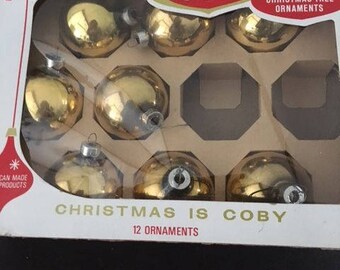 CHRISTMAS TREE
ORNAMENTS
CAN MADE
PRODUCTS
CHRISTMAS IS COBY
12 ORNAMENTS